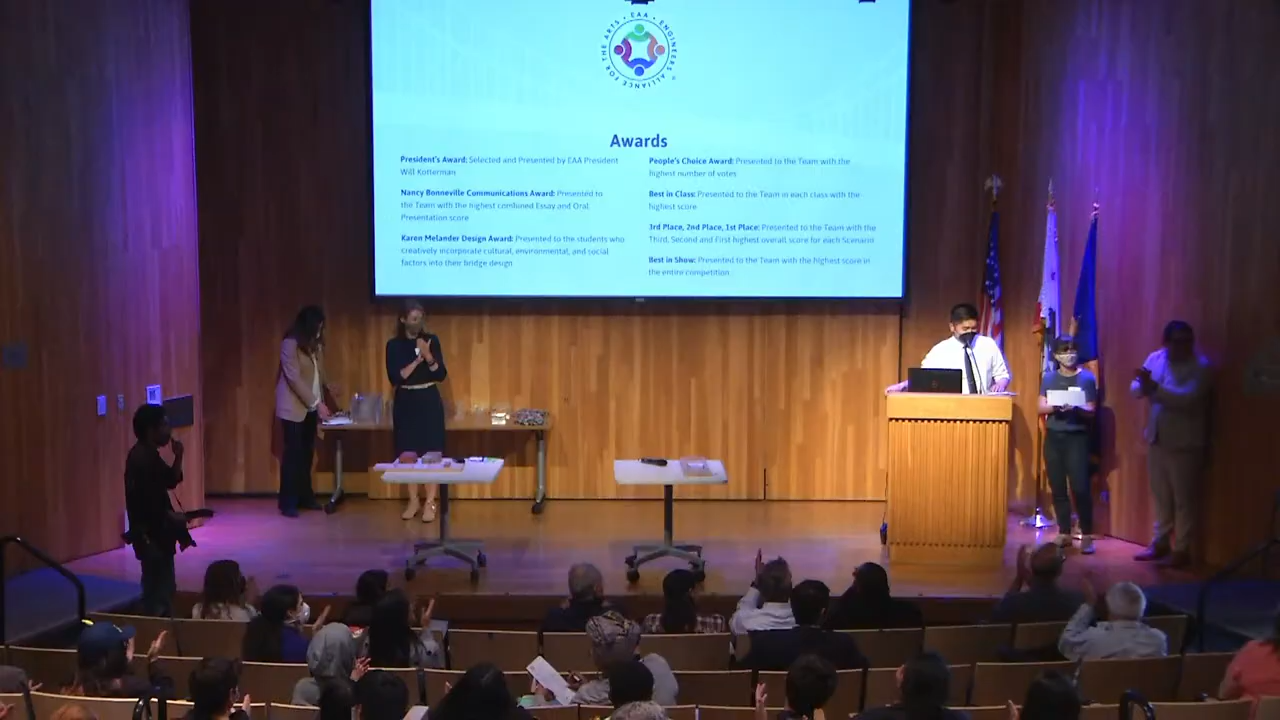 EAA • ENGINEERS ALLIANCE FOR THE ARTS •
Awards
President's Award: Selected and Presented by EAA President
Will Kotterman
Nancy Bonneville Communications Award: Presented to
the Team with the highest combined Essay and Oral
Presentation score
Karen Melander Design Award: Presented to the students who
creatively incorporate cultural, environmental, and social
factors into their bridge design
People's Choice Award: Presented to the Team with the
highest number of votes
Best in Class: Presented to the Team in each class with the
highest score
3rd Place, 2nd Place, 1st Place: Presented to the Team with the
Third, Second and First highest overall score for each Scenario
Best in Show: Presented to the Team with the highest score in
the entire competition.